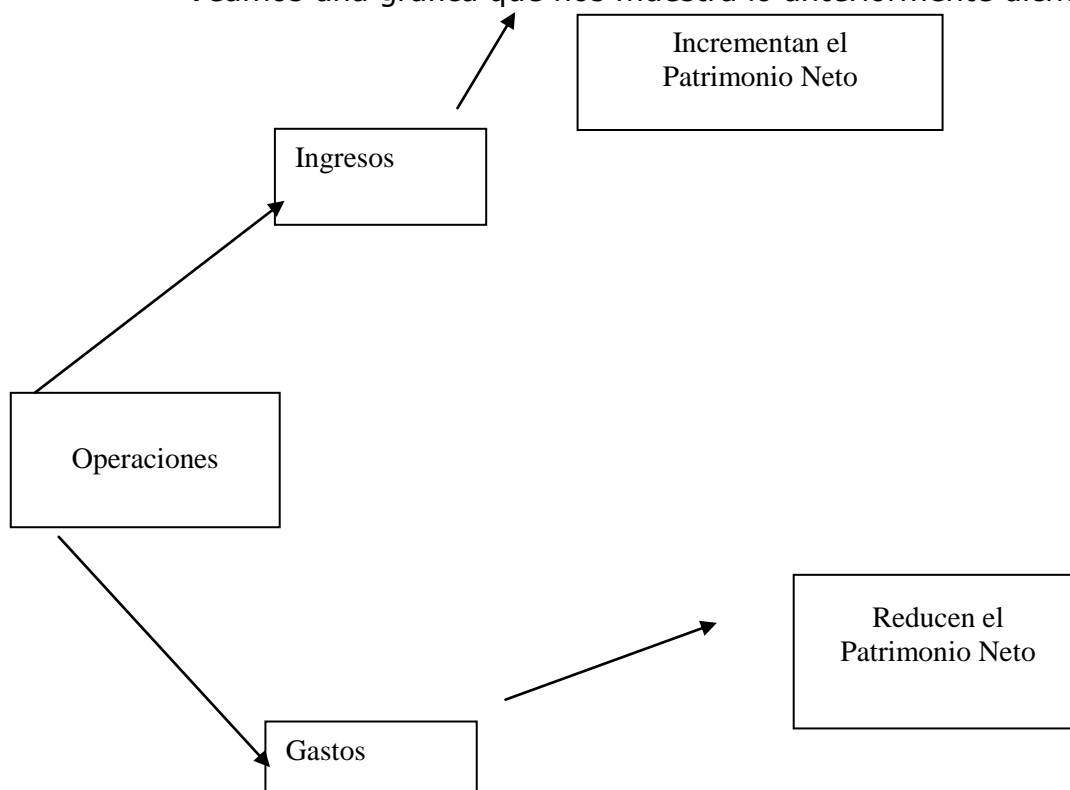 Veamos una gráfica que nos muestra lo anteriormente dicho
Incrementan el
Patrimonio Neto
Ingresos
Operaciones
Reducen el
Patrimonio Neto
Gastos